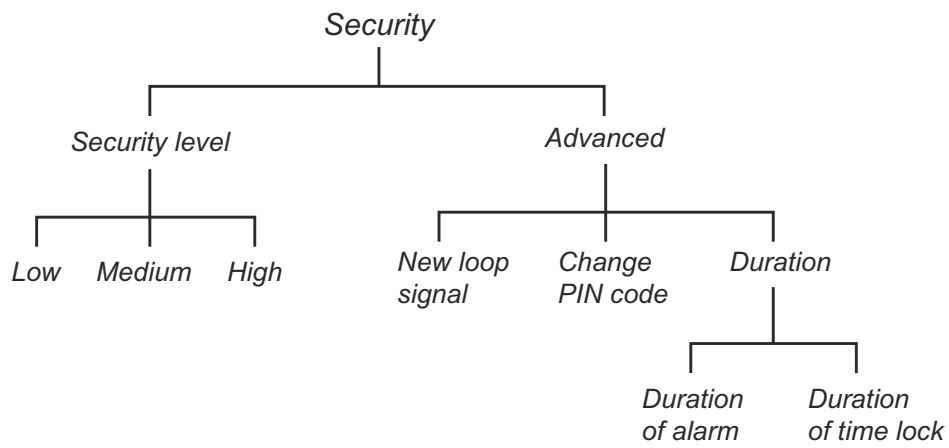 Security
Security level
Advanced
Low
Medium
High
New loop
signal
Change
PIN code
Duration
Duration
of alarm
Duration
of time lock